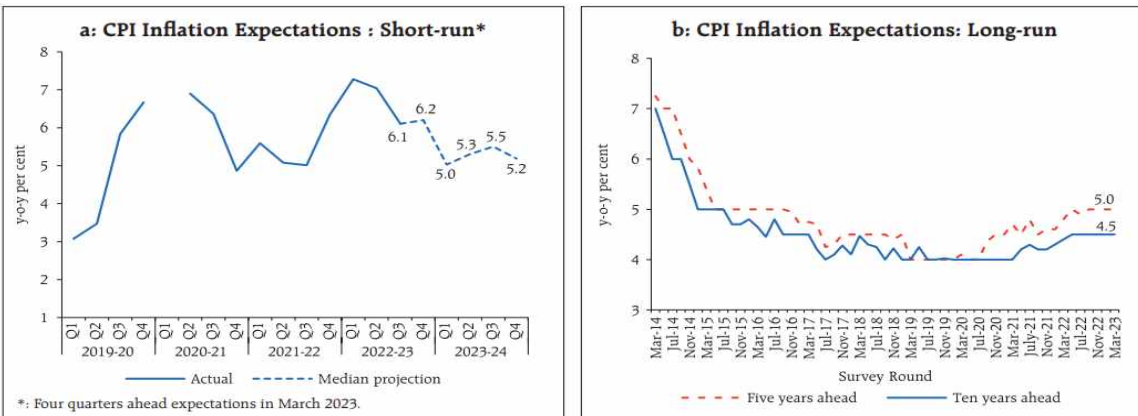 a: CPI Inflation Expectations : Short-run*
y-o-y per cent
8
7
6
5
4
3
2
1
6.1
6.2
5.0
5.3
5.5
5.2
Q1 Q2 Q3 Q4 Q1 Q2 Q3 Q4 Q1 Q2 Q3 Q4 Q1 Q2 Q3 Q4 Q1 Q2 Q3 Q4
2019-20 2020-21 2021-22 2022-23 2023-24
Actual Median projection
*: Four quarters ahead expectations in March 2023.
b: CPI Inflation Expectations: Long-run
y-o-y per cent
8
7
6
5
4
3
5.0
4.5
Mar-14 Jul-14 Nov-14 Mar-15 Jul-15 Nov-15 Mar-16 Jul-16 Nov-16 Mar-17 Jul-17 Nov-17 Mar-18 Jul-18 Nov-18 Mar-19 Jul-19 Nov-19 Mar-20 Jul-20 Nov-20 Mar-21 July-21 Nov-21 Mar-22 Jul-22 Nov-22 Mar-23
Survey Round
Five years ahead Ten years ahead